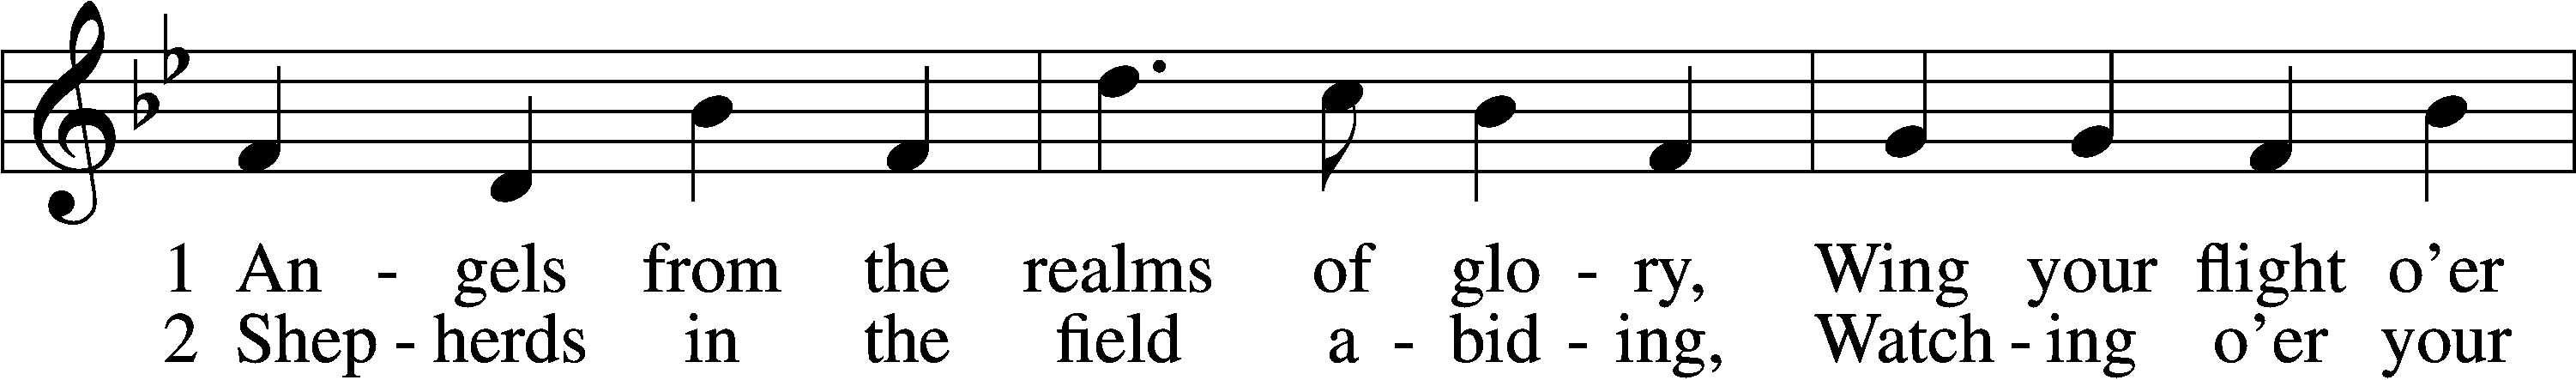 1 An - gels from the realms of glo - ry, Wing your flight o’er
2 Shep - herds in the field a - bid - ing, Watch - ing o’er your